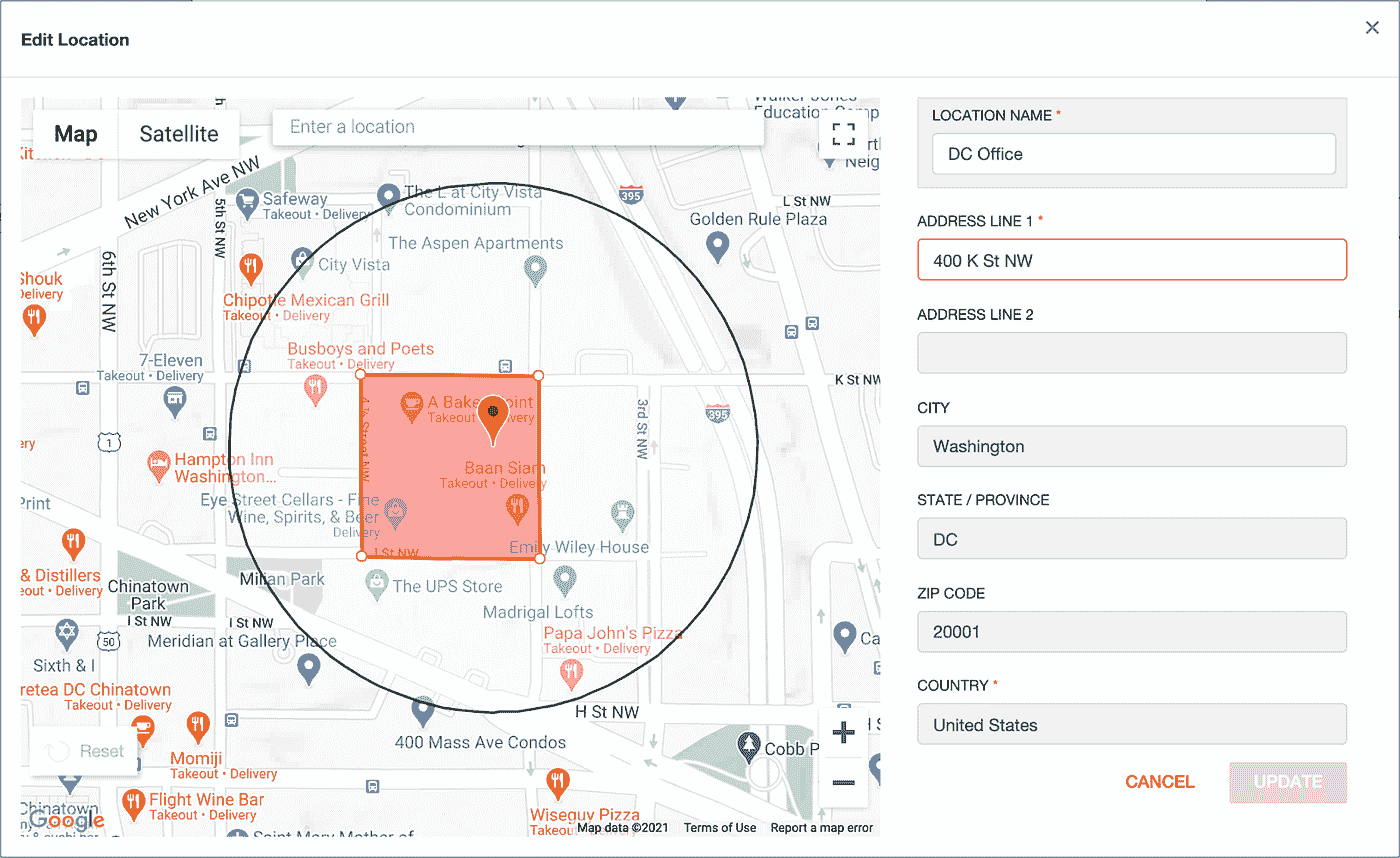 Edit Location
Map
Satellite
Enter a location
Education
Neig
New York Ave NW
Safeway
Takeout • Delivery
The L at City Vista
Condominium
395
L St NW
Golden Rule Plaza
5th St NW
6th St NW
The Aspen Apartments
City Vista
Shouk
Delivery
Chipotle Mexican Grill
Takeout • Delivery
Busboys and Poets
Takeout • Delivery
7-Eleven
Takeout • Delivery
K St NW
A Baked Joint
Takeout • Delivery
395
3rd St NW
1
Hampton Inn
Washington...
Baan Siam
Takeout • Delivery
Print
Eye Street Cellars - Fine
Wine, Spirits, & Beer
Delivery
I St NW
Emily Wiley House
& Distillers
eout • Delivery
Chinatown
Park
Milian Park
The UPS Store
Madrigal Lofts
I St NW
I St NW
50
Meridian at Gallery Place
Papa John's Pizza
Takeout • Delivery
Sixth & I
Ca
retea DC Chinatown
Takeout • Delivery
H St NW
400 Mass Ave Condos
Cobb P
Reset
Momiji
Takeout • Delivery
Flight Wine Bar
Takeout • Delivery
Chinatown
Google
Wiseguy Pizza
Takeou
Saint Mary Mother of
Map data ©2021
Terms of Use
Report a map error
LOCATION NAME *
DC Office
ADDRESS LINE 1 *
400 K St NW
ADDRESS LINE 2
CITY
Washington
STATE / PROVINCE
DC
ZIP CODE
20001
COUNTRY *
United States
CANCEL
UPDATE